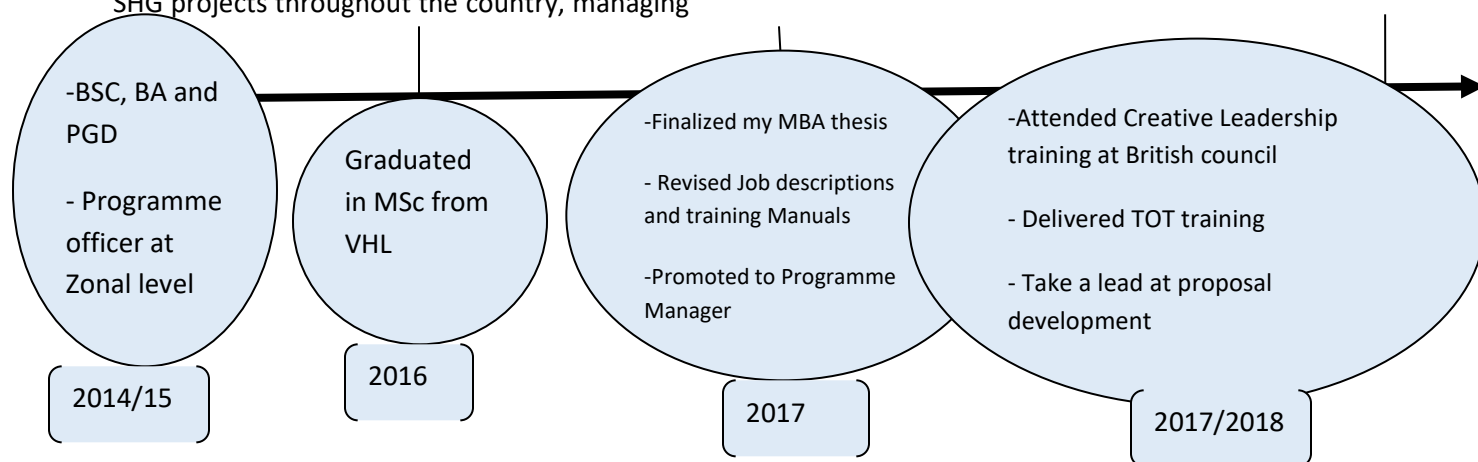 SHG projects throughout the country, managing
-BSC, BA and
PGD
- Programme
officer at
Zonal level
2014/15
Graduated
in MSc from
VHL
2016
-Finalized my MBA thesis
- Revised Job descriptions
and training Manuals
-Promoted to Programme
Manager
2017
-Attended Creative Leadership
training at British council
- Delivered TOT training
- Take a lead at proposal
development
2017/2018